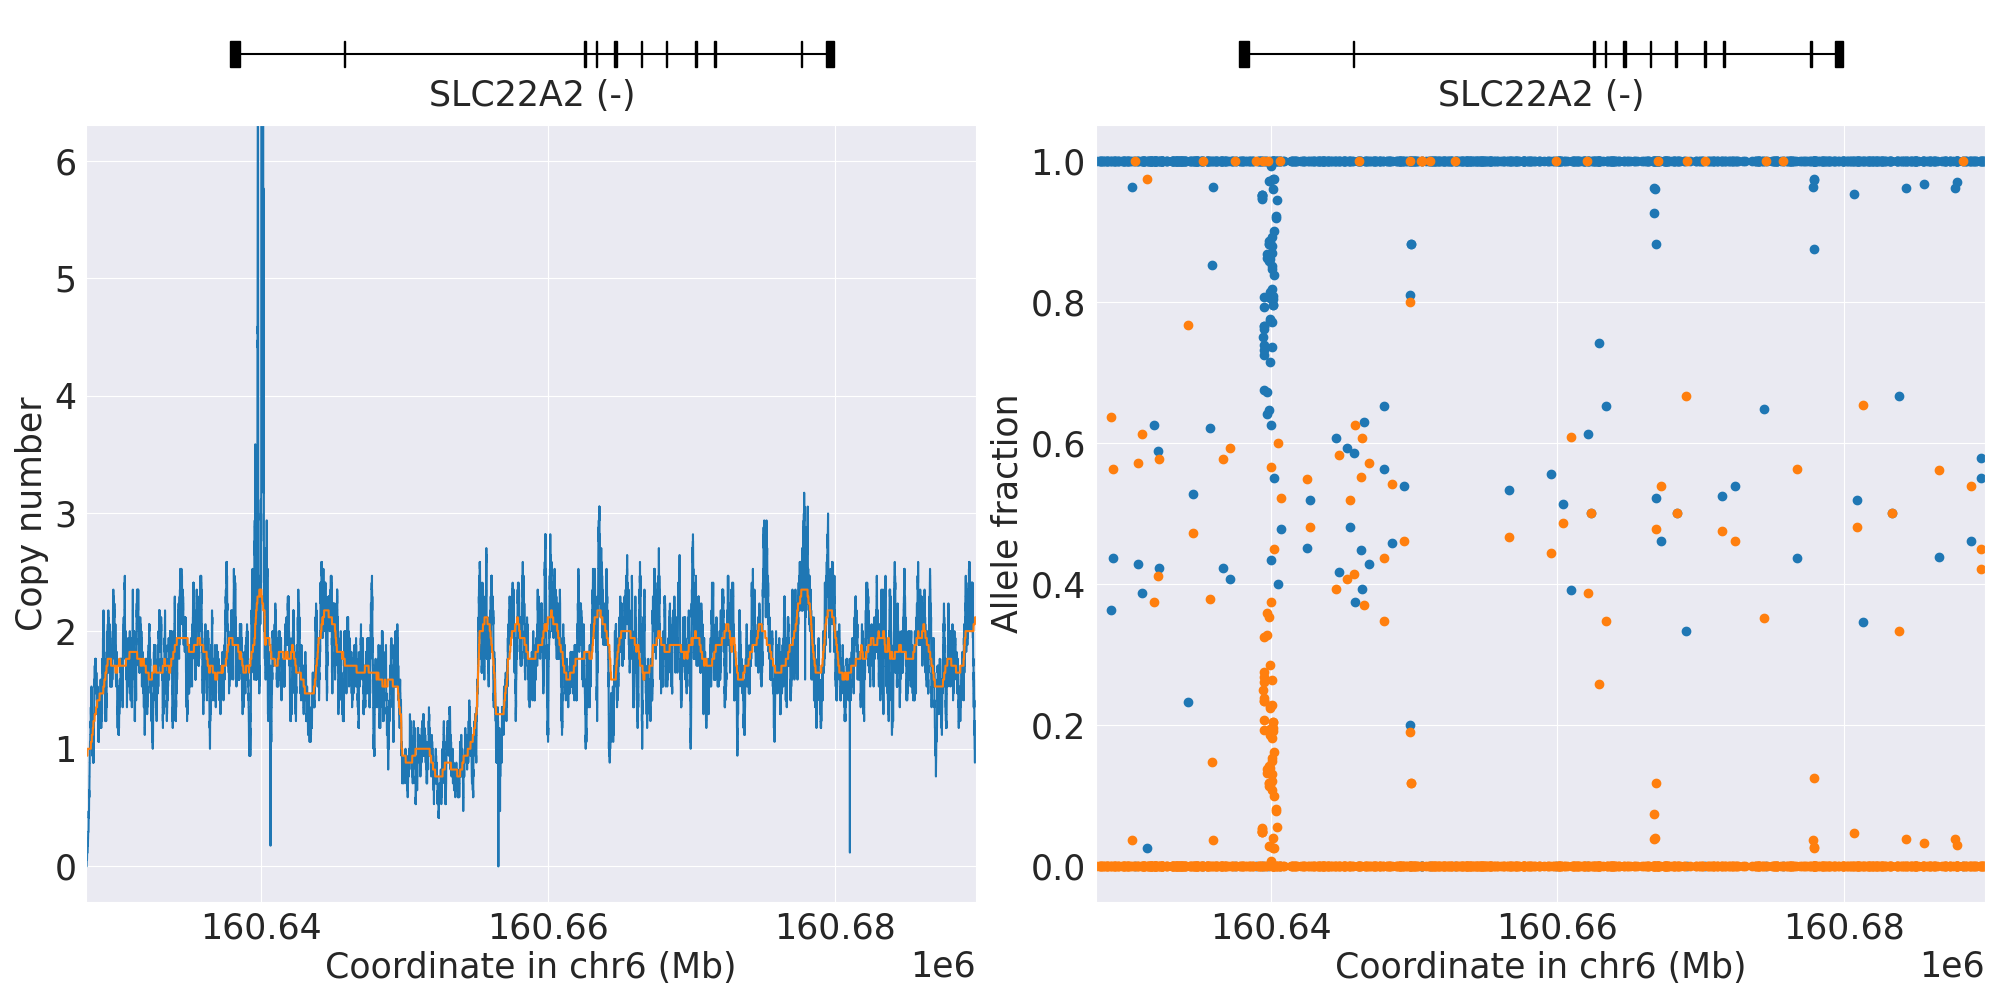 SLC22A2 (-)
6
5
4
3
2
1
0
Copy number
160.64 160.66 160.68
Coordinate in chr6 (Mb)
1e6
SLC22A2 (-)
1.0
0.8
0.6
0.4
0.2
0.0
Allele fraction
160.64 160.66 160.68
Coordinate in chr6 (Mb)
1e6